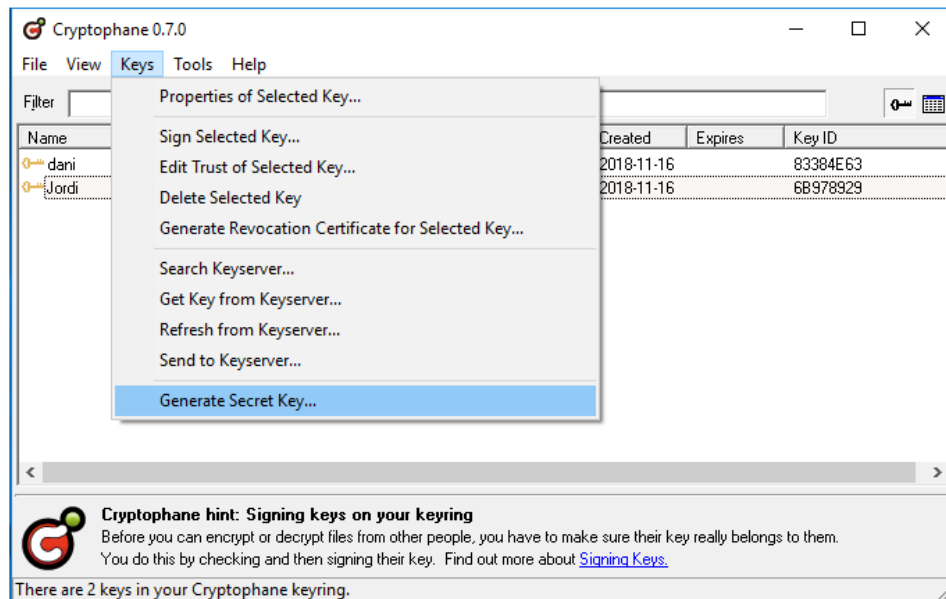 Cryptophane 0.7.0
File View Keys Tools Help
Filter
Properties of Selected Key...
Name Created Expires Key ID
Sign Selected Key...
dani 2018-11-16 83384E63
Edit Trust of Selected Key...
Jordi 2018-11-16 6B978929
Delete Selected Key
Generate Revocation Certificate for Selected Key...
Search Keyserver...
Get Key from Keyserver...
Refresh from Keyserver...
Send to Keyserver...
Generate Secret Key...
Cryptophane hint: Signing keys on your keyring
Before you can encrypt or decrypt files from other people, you have to make sure their key really belongs to them.
You do this by checking and then signing their key. Find out more about Signing Keys.
There are 2 keys in your Cryptophane keyring.